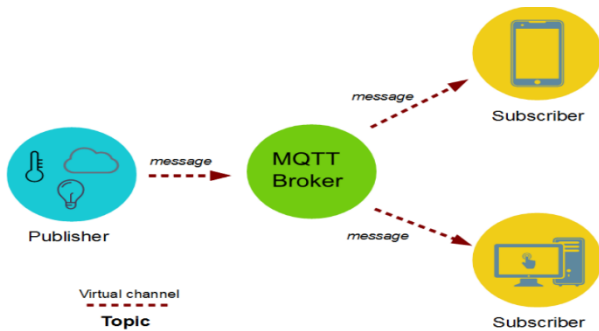 message
Subscriber
message
MQTT
Broker
Publisher
message
Subscriber
Virtual channel
Topic